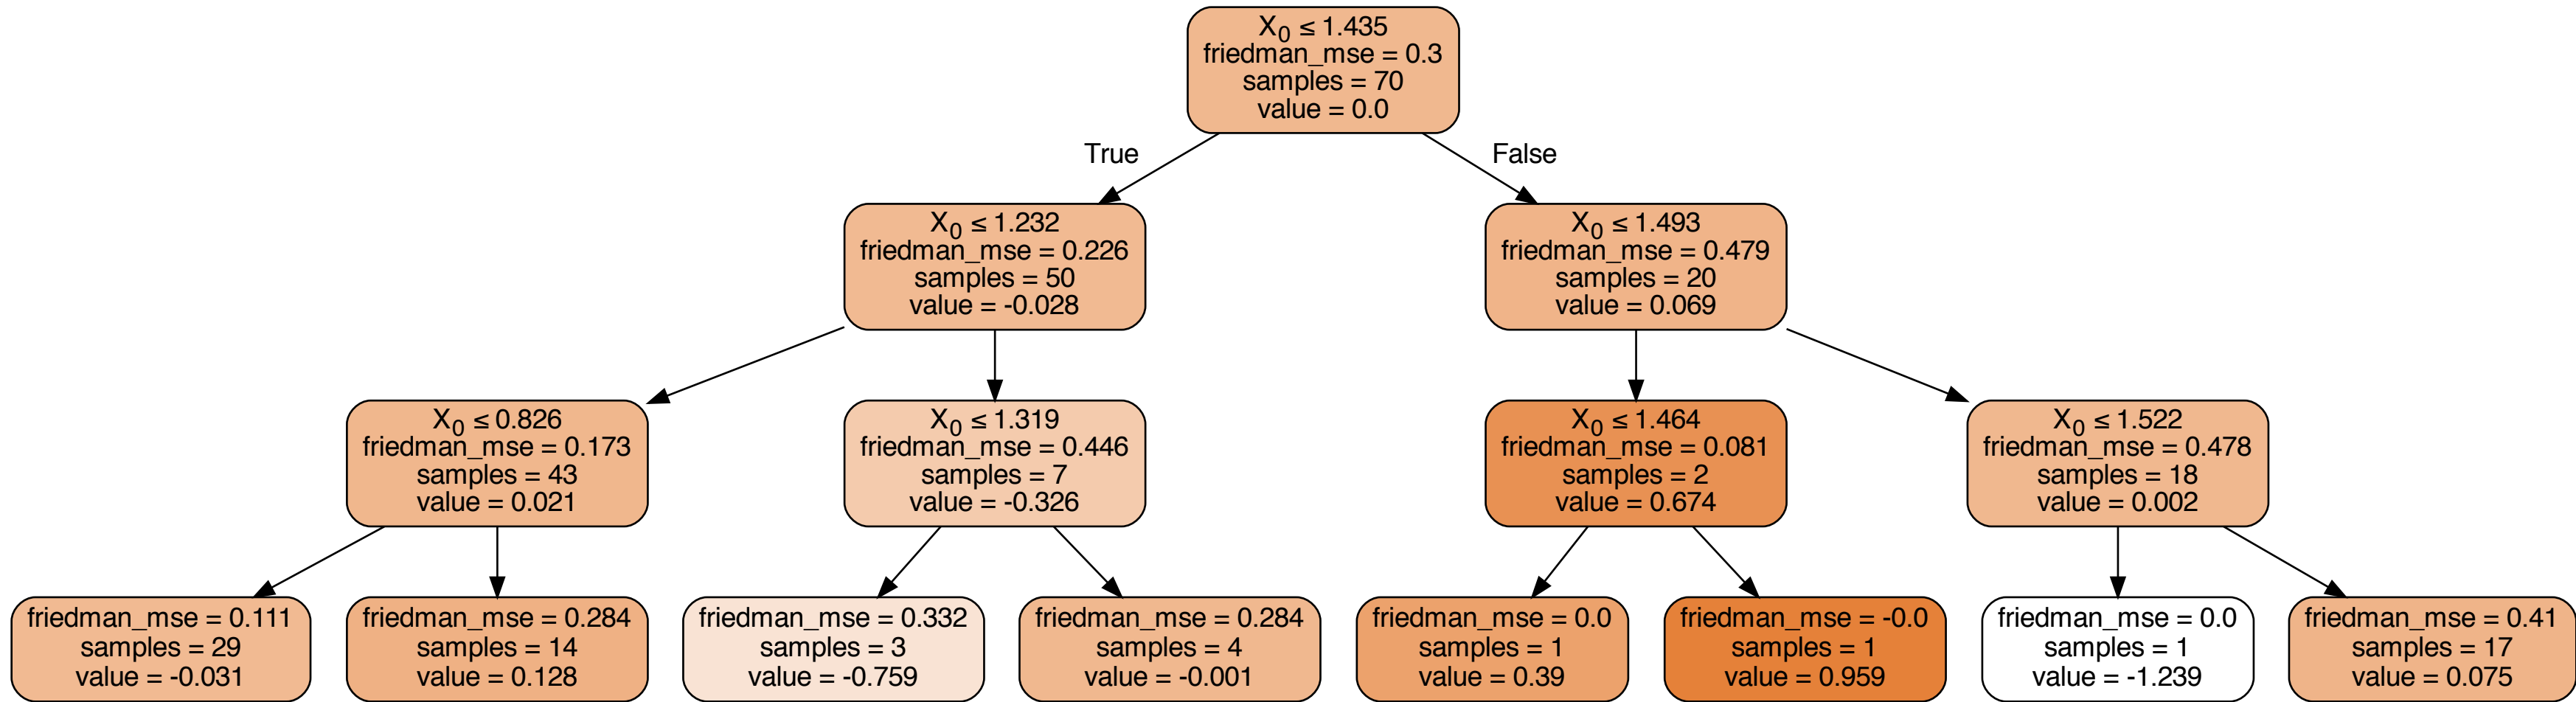 X0 ≤ 1.435
friedman_mse = 0.3
samples = 70
value = 0.0
True
False
X0 ≤ 1.232
friedman_mse = 0.226
samples = 50
value = -0.028
X0 ≤ 1.493
friedman_mse = 0.479
samples = 20
value = 0.069
X0 ≤ 0.826
friedman_mse = 0.173
samples = 43
value = 0.021
X0 ≤ 1.319
friedman_mse = 0.446
samples = 7
value = -0.326
X0 ≤ 1.464
friedman_mse = 0.081
samples = 2
value = 0.674
X0 ≤ 1.522
friedman_mse = 0.478
samples = 18
value = 0.002
friedman_mse = 0.111
samples = 29
value = -0.031
friedman_mse = 0.284
samples = 14
value = 0.128
friedman_mse = 0.332
samples = 3
value = -0.759
friedman_mse = 0.284
samples = 4
value = -0.001
friedman_mse = 0.0
samples = 1
value = 0.39
friedman_mse = -0.0
samples = 1
value = 0.959
friedman_mse = 0.0
samples = 1
value = -1.239
friedman_mse = 0.41
samples = 17
value = 0.075